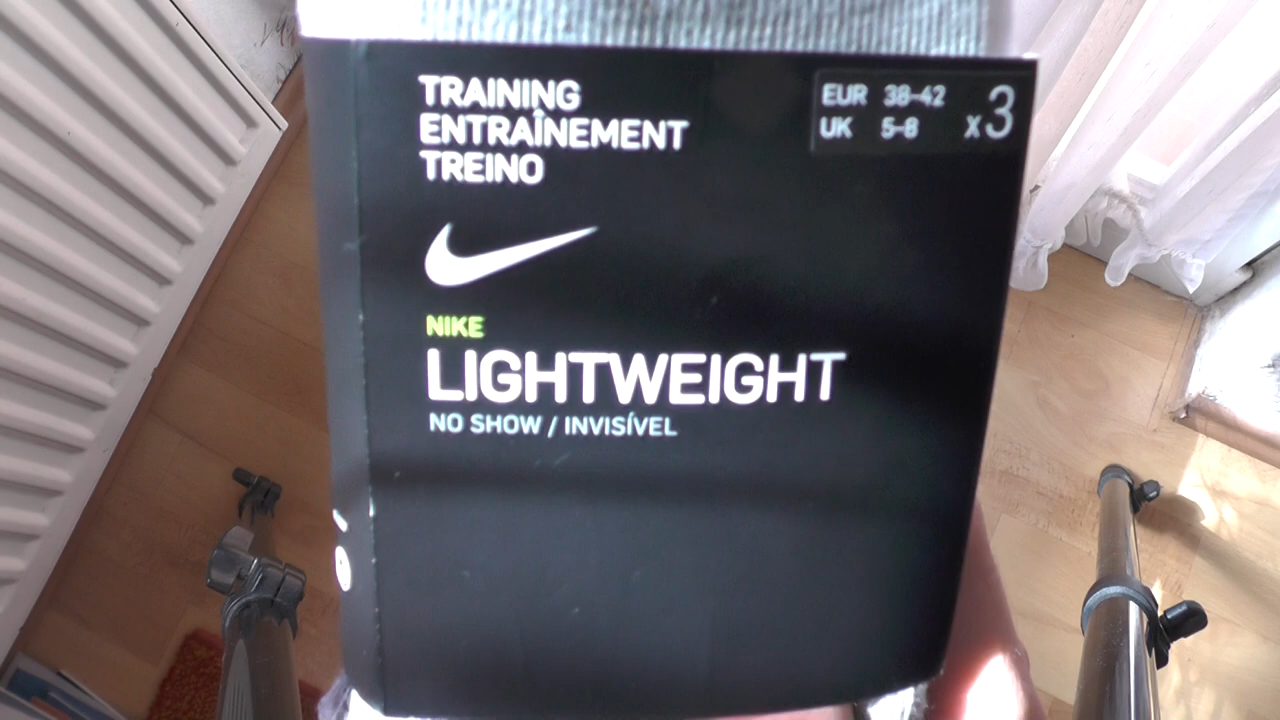 TRAINING
ENTRAÎNEMENT
TREINO
EUR 38-42
UK 5-8
x3
NIKE
LIGHTWEIGHT
NO SHOW / INVISÍVEL